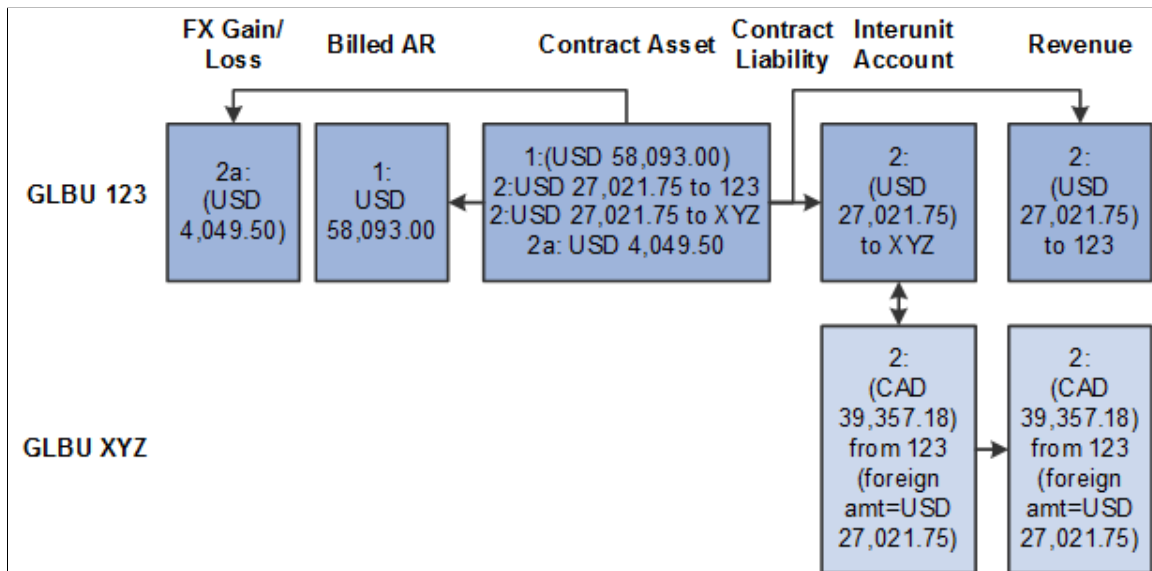 FX Gain/
Loss
Billed AR
Contract Asset
Contract
Liability
Interunit
Account
Revenue
GLBU 123
2a:
(USD
4,049.50)
1:
USD
58,093.00
1:(USD 58,093.00)
2:USD 27,021.75 to 123
2:USD 27,021.75 to XYZ
2a: USD 4,049.50
2:
(USD
27,021.75)
to XYZ
2:
(USD
27,021.75)
to 123
GLBU XYZ
2:
(CAD
39,357.18)
from 123
(foreign
amt=USD
27,021.75)
2:
(CAD
39,357.18)
from 123
(foreign
amt=USD
27,021.75)